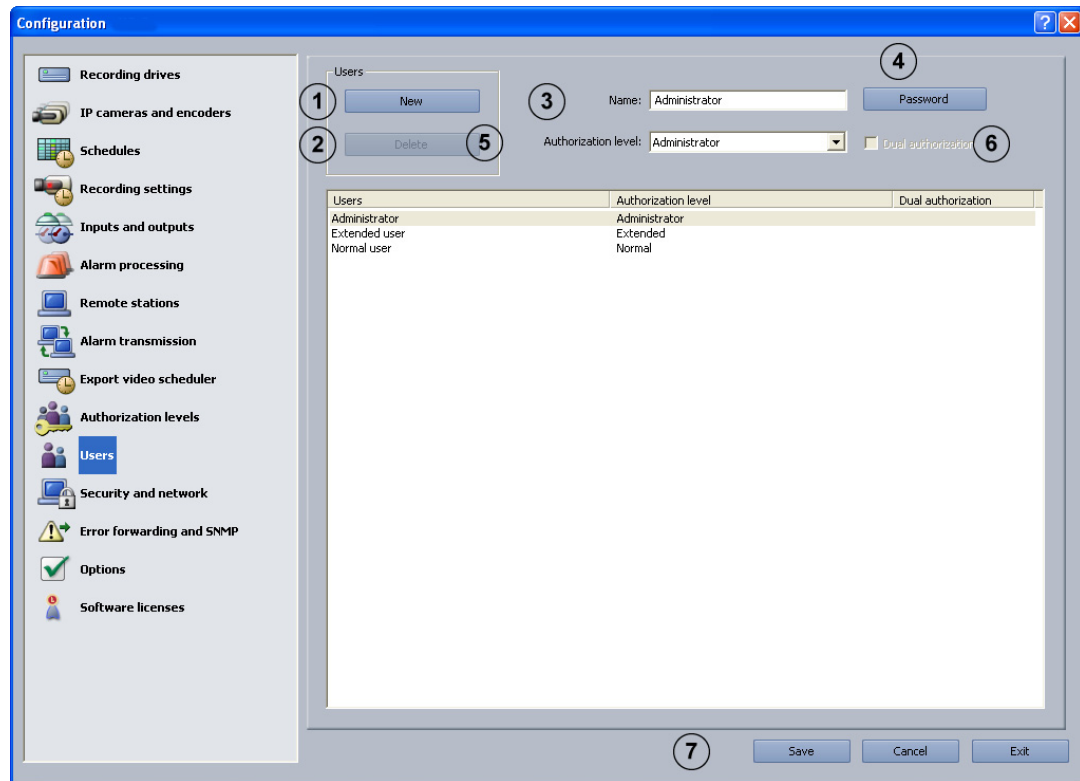 Configuration
Recording drives
IP cameras and encoders
Schedules
Recording settings
Inputs and outputs
Alarm processing
Remote stations
Alarm transmission
Export video scheduler
Authorization levels
Users
Security and network
Error forwarding and SNMP
Options
Software licenses
Users
1 New
2 Delete 5
3 Name: Administrator
4
Password
Authorization level: Administrator
Dual authorization 6
Users Authorization level Dual authorization
Administrator Administrator
Extended user Extended
Normal user Normal
7 Save Cancel Exit